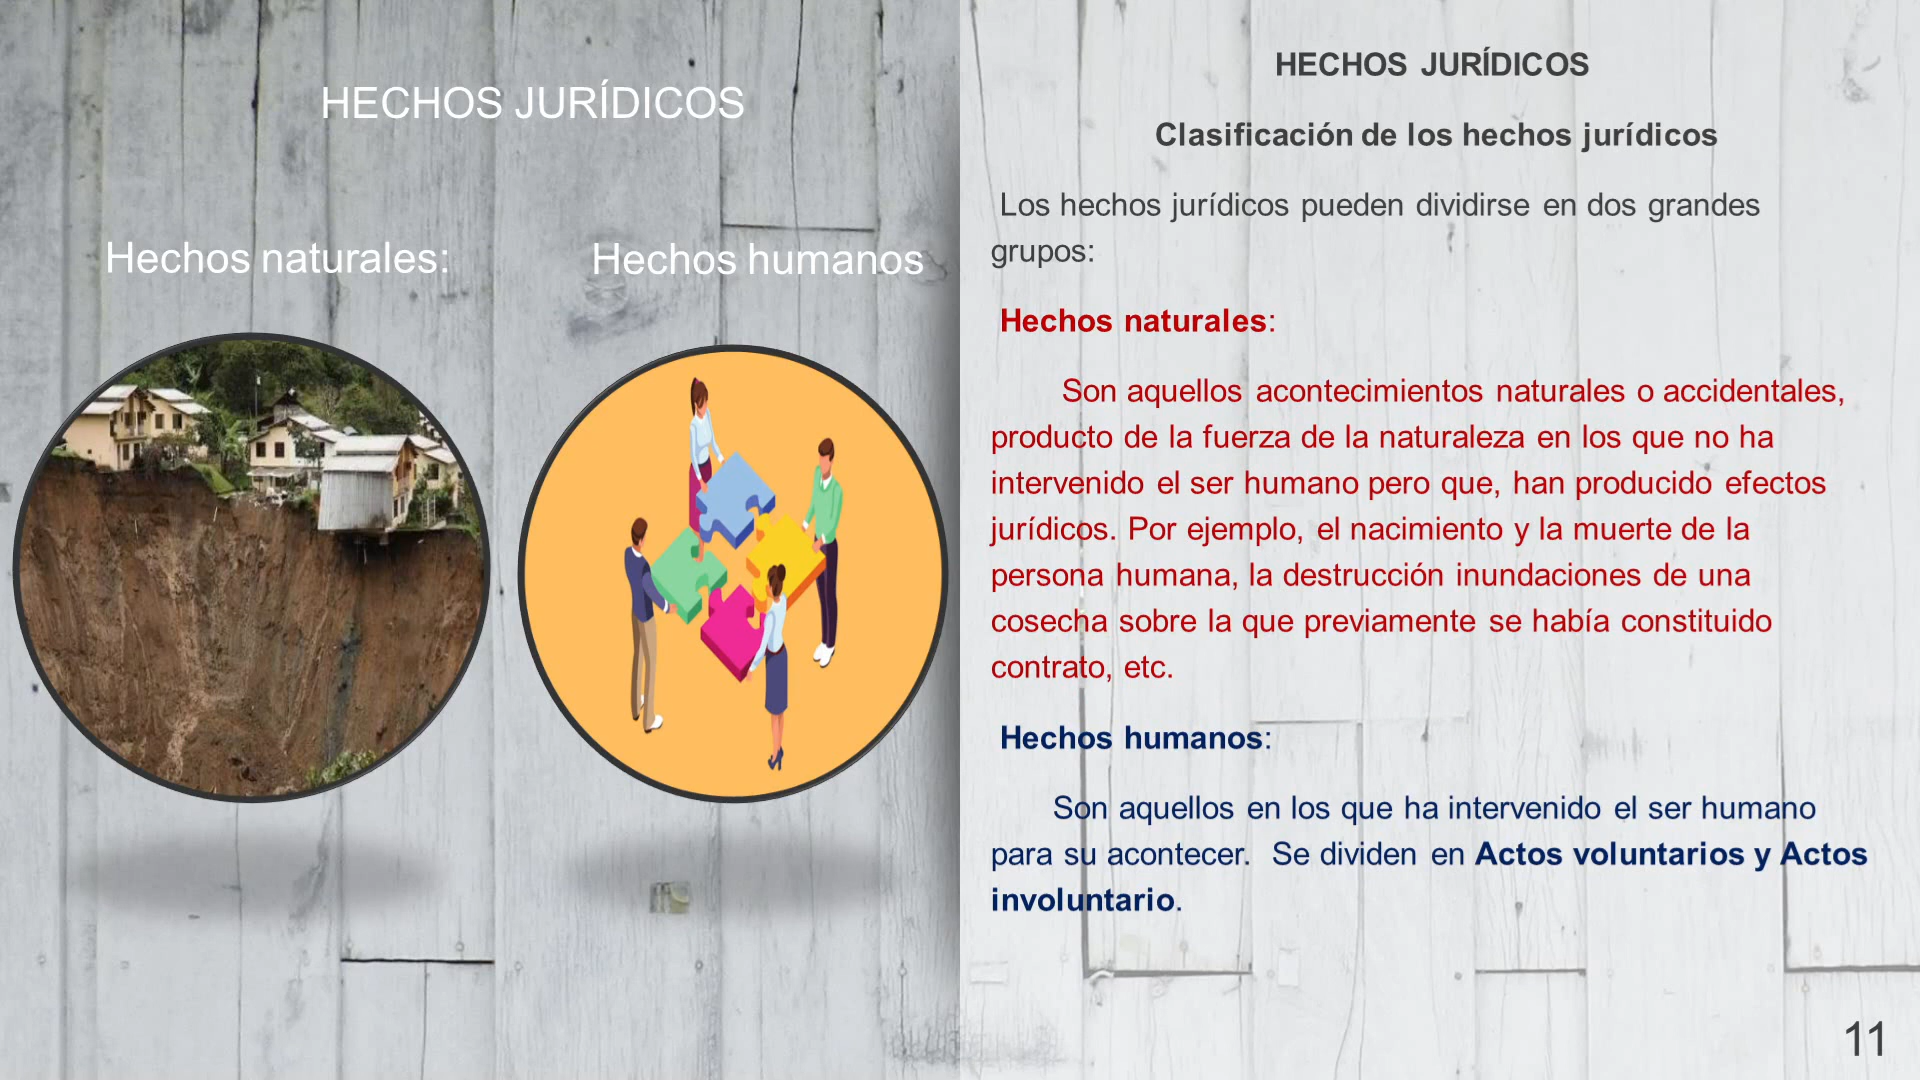 HECHOS JURÍDICOS
Hechos naturales:
Hechos humanos
HECHOS JURÍDICOS
Clasificación de los hechos jurídicos
Los hechos jurídicos pueden dividirse en dos grandes
grupos:
Hechos naturales:
Son aquellos acontecimientos naturales o accidentales,
producto de la fuerza de la naturaleza en los que no ha
intervenido el ser humano pero que, han producido efectos
jurídicos. Por ejemplo, el nacimiento y la muerte de la
persona humana, la destrucción inundaciones de una
cosecha sobre la que previamente se había constituido
contrato, etc.
Hechos humanos:
Son aquellos en los que ha intervenido el ser humano
para su acontecer. Se dividen en Actos voluntarios y Actos
involuntario.
11